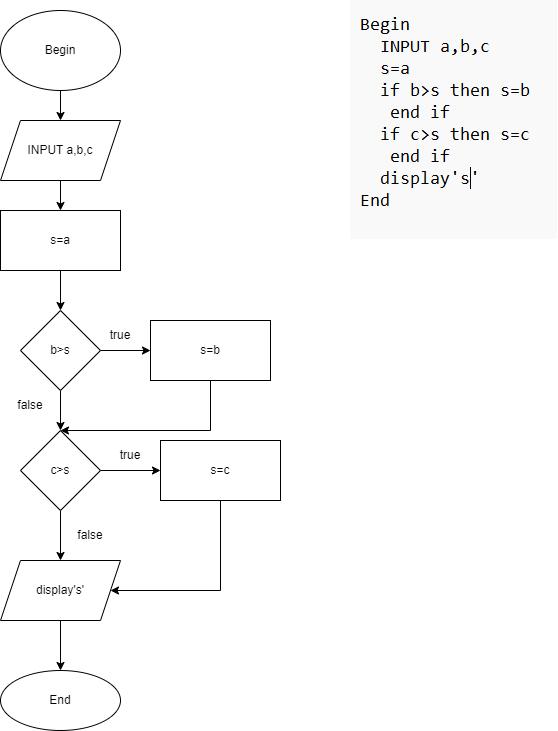 Begin
INPUT a,b,c
s=a
b>s
true
s=b
false
c>s
true
s=c
false
display's'
End
Begin
INPUT a,b,c
s=a
if b>s then s=b
end if
if c>s then s=c
end if
display's'
End